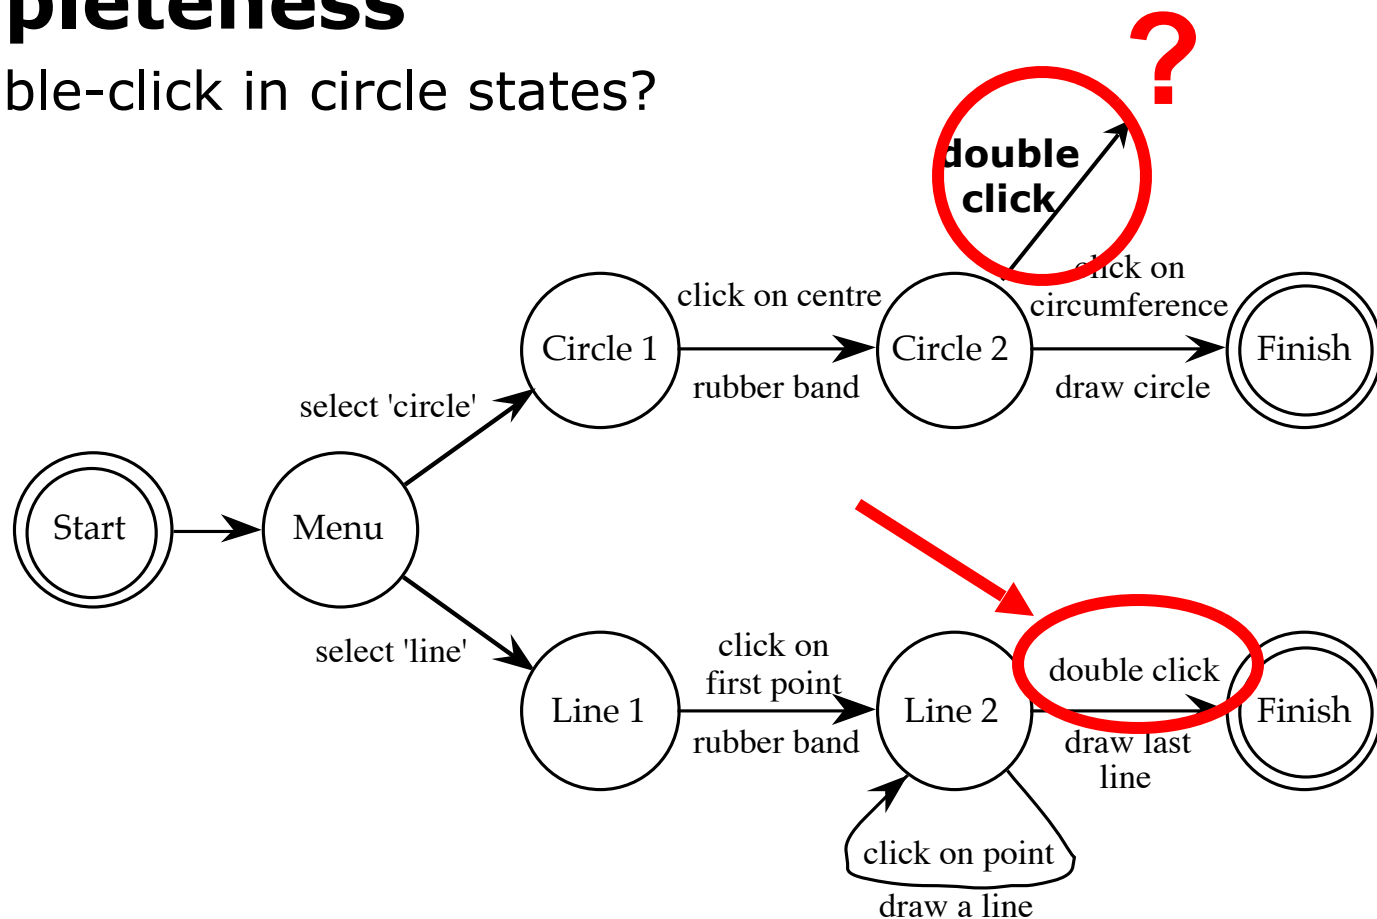 pleteness
ble-click in circle states?
?
double
click
click on
circumference
click on centre
Circle 1
Circle 2
Finish
rubber band
draw circle
select 'circle'
Start
Menu
select 'line'
click on
first point
double click
Line 1
Line 2
Finish
rubber band
draw last
line
click on point
draw a line